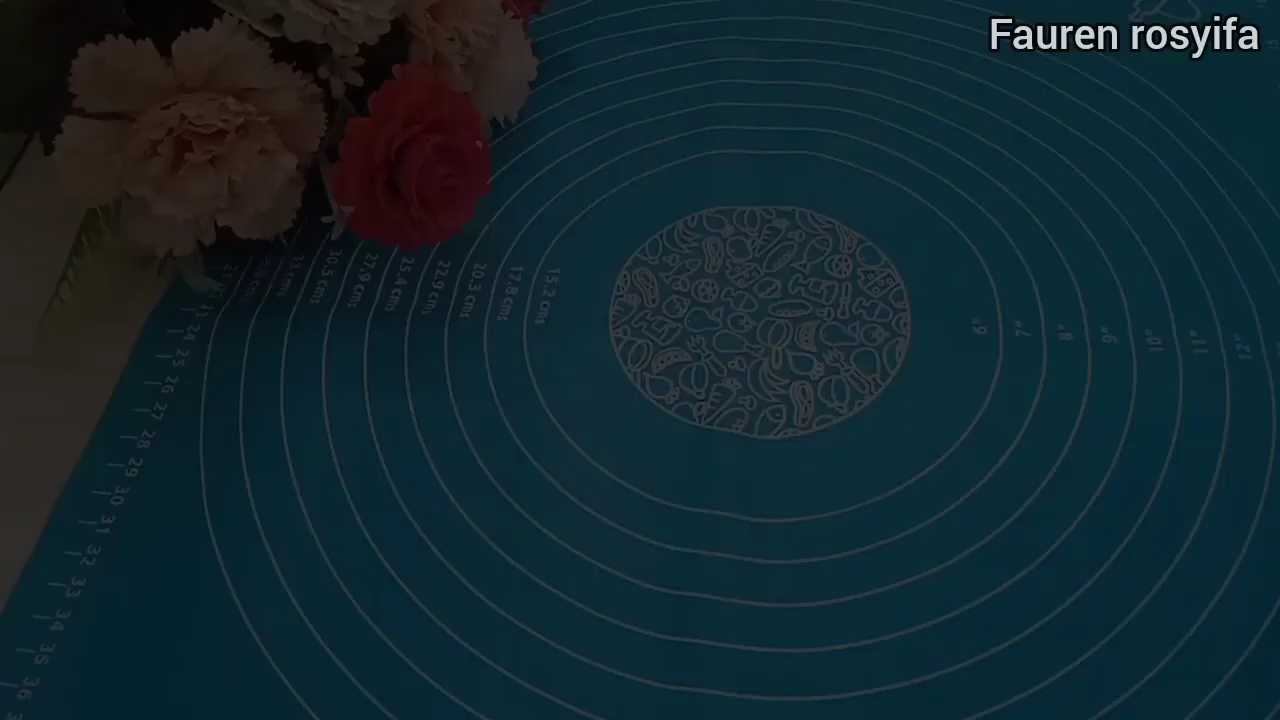 Fauren rosyifa
15.2 cms
17.8 cms
20.3 cms
22.9 cms
25.4 cms
27.9 cms
30.5 cms
6"
7"
8"
9"
10"
11"
12"
24
25
26
27
28
29
30
31
32
33
34
35
36